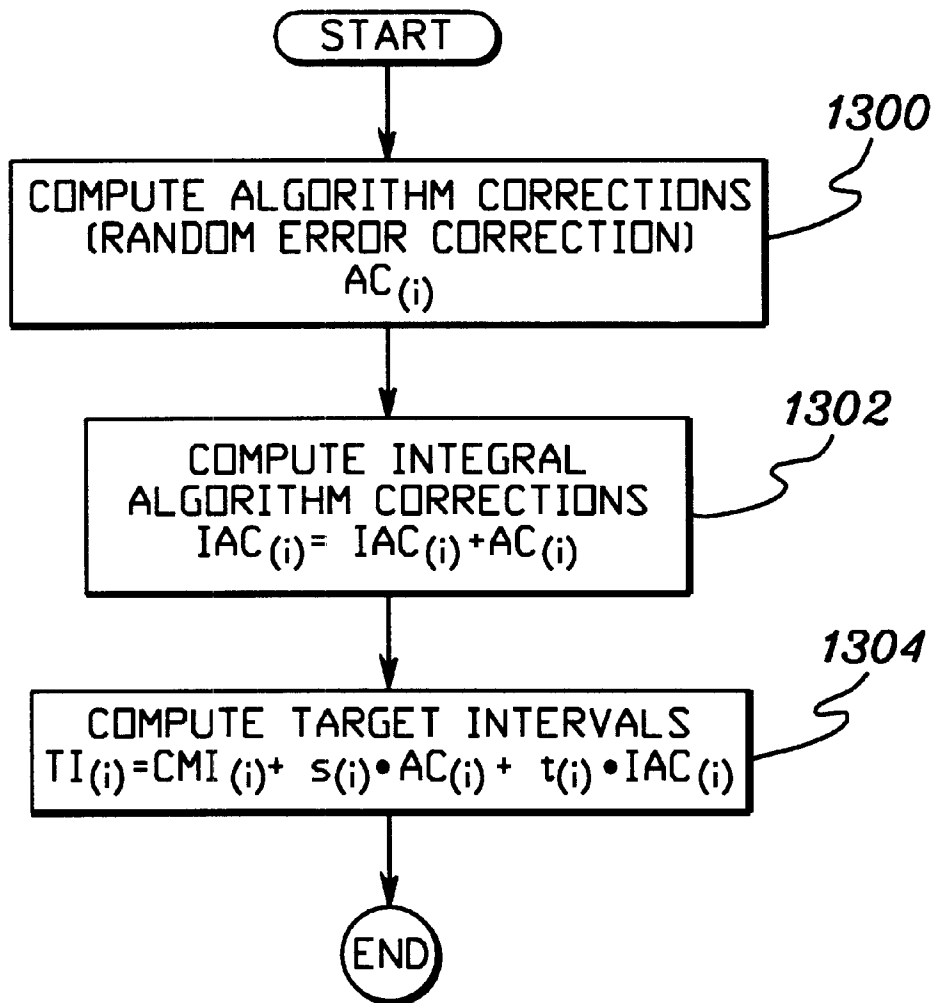 START
1300
COMPUTE ALGORITHM CORRECTIONS
(RANDOM ERROR CORRECTION)
AC(i)
1302
COMPUTE INTEGRAL
ALGORITHM CORRECTIONS
IAC(i)= IAC(i)+AC(i)
1304
COMPUTE TARGET INTERVALS
TI(i)=CMI(i)+ s(i)•AC(i)+ t(i)•IAC(i)
END